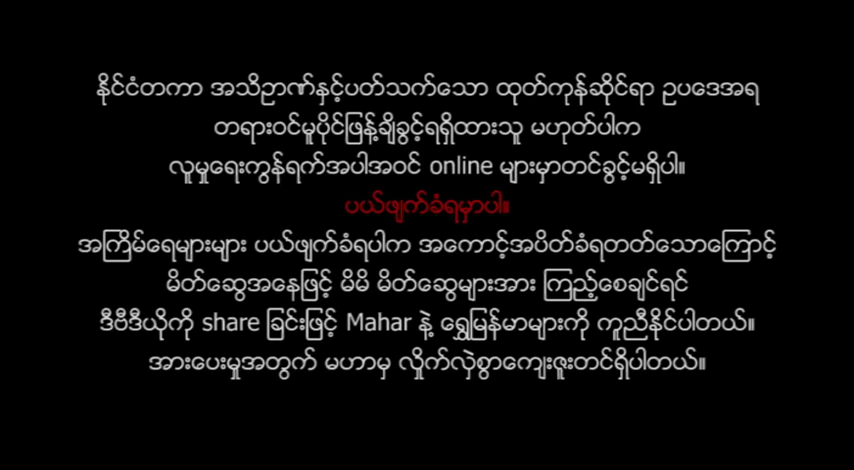 နိုင်ငံတကာ အသိဉာဏ်နှင့်ပတ်သက်သော ထုတ်ကုန်ဆိုင်ရာ ဥပဒေအရ
တရားဝင်မူပိုင်ဖြန့်ချိခွင့်ရရှိထားသူ မဟုတ်ပါက
လူမှုရေးကွန်ရက်အပါအဝင် online များမှာတင်ခွင့်မရှိပါ။
ပယ်ဖျက်ခံရမှာပါ။
အကြိမ်ရေများများ ပယ်ဖျက်ခံရပါက အကောင့်အပိတ်ခံရတတ်သောကြောင့်
မိတ်ဆွေအနေဖြင့် မိမိ မိတ်ဆွေများအား ကြည့်စေချင်ရင်
ဒီဗီဒီယိုကို share ခြင်းဖြင့် Mahar နဲ့ ရွှေမြန်မာများကို ကူညီနိုင်ပါတယ်။
အားပေးမှုအတွက် မဟာမှ လှိုက်လှဲစွာကျေးဇူးတင်ရှိပါတယ်။